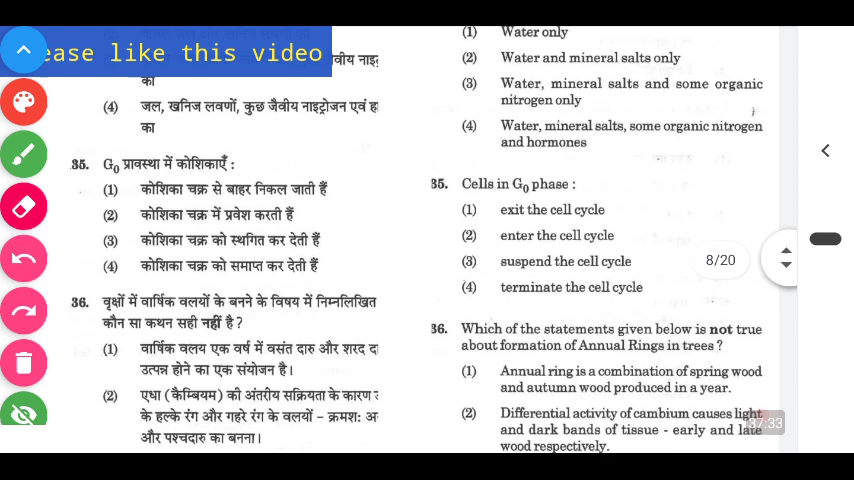 ease like this video
का
(4) जल, खनिज लवणों, कुछ जैवीय नाइट्रोजन एवं
का
35. G0 प्रावस्था में कोशिकाएँ :
(1) कोशिका चक्र से बाहर निकल जाती हैं
(2) कोशिका चक्र में प्रवेश करती हैं
(3) कोशिका चक्र को स्थगित कर देती हैं
(4) कोशिका चक्र को समाप्त कर देती हैं
36. वृक्षों में वार्षिक वलयों के बनने के विषय में निम्नलिखित
कौन सा कथन सही नहीं है ?
(1) वार्षिक वलय एक वर्ष में वसंत दारु और शरद
उत्पन्न होने का एक संयोजन है।
(2) एधा (कैम्बियम) की अंतरीय सक्रियता के कारण
के हल्के रंग और गहरे रंग के वलयों – क्रमश:
और पश्चदारु का बनना।
(1) Water only
(2) Water and mineral salts only
(3) Water, mineral salts and some organic
nitrogen only
(4) Water, mineral salts, some organic nitrogen
and hormones
35. Cells in G0 phase :
(1) exit the cell cycle
(2) enter the cell cycle
(3) suspend the cell cycle
(4) terminate the cell cycle
36. Which of the statements given below is not true
about formation of Annual Rings in trees ?
(1) Annual ring is a combination of spring wood
and autumn wood produced in a year.
(2) Differential activity of cambium causes light
and dark bands of tissue - early and late
wood respectively.
8/20
137:33